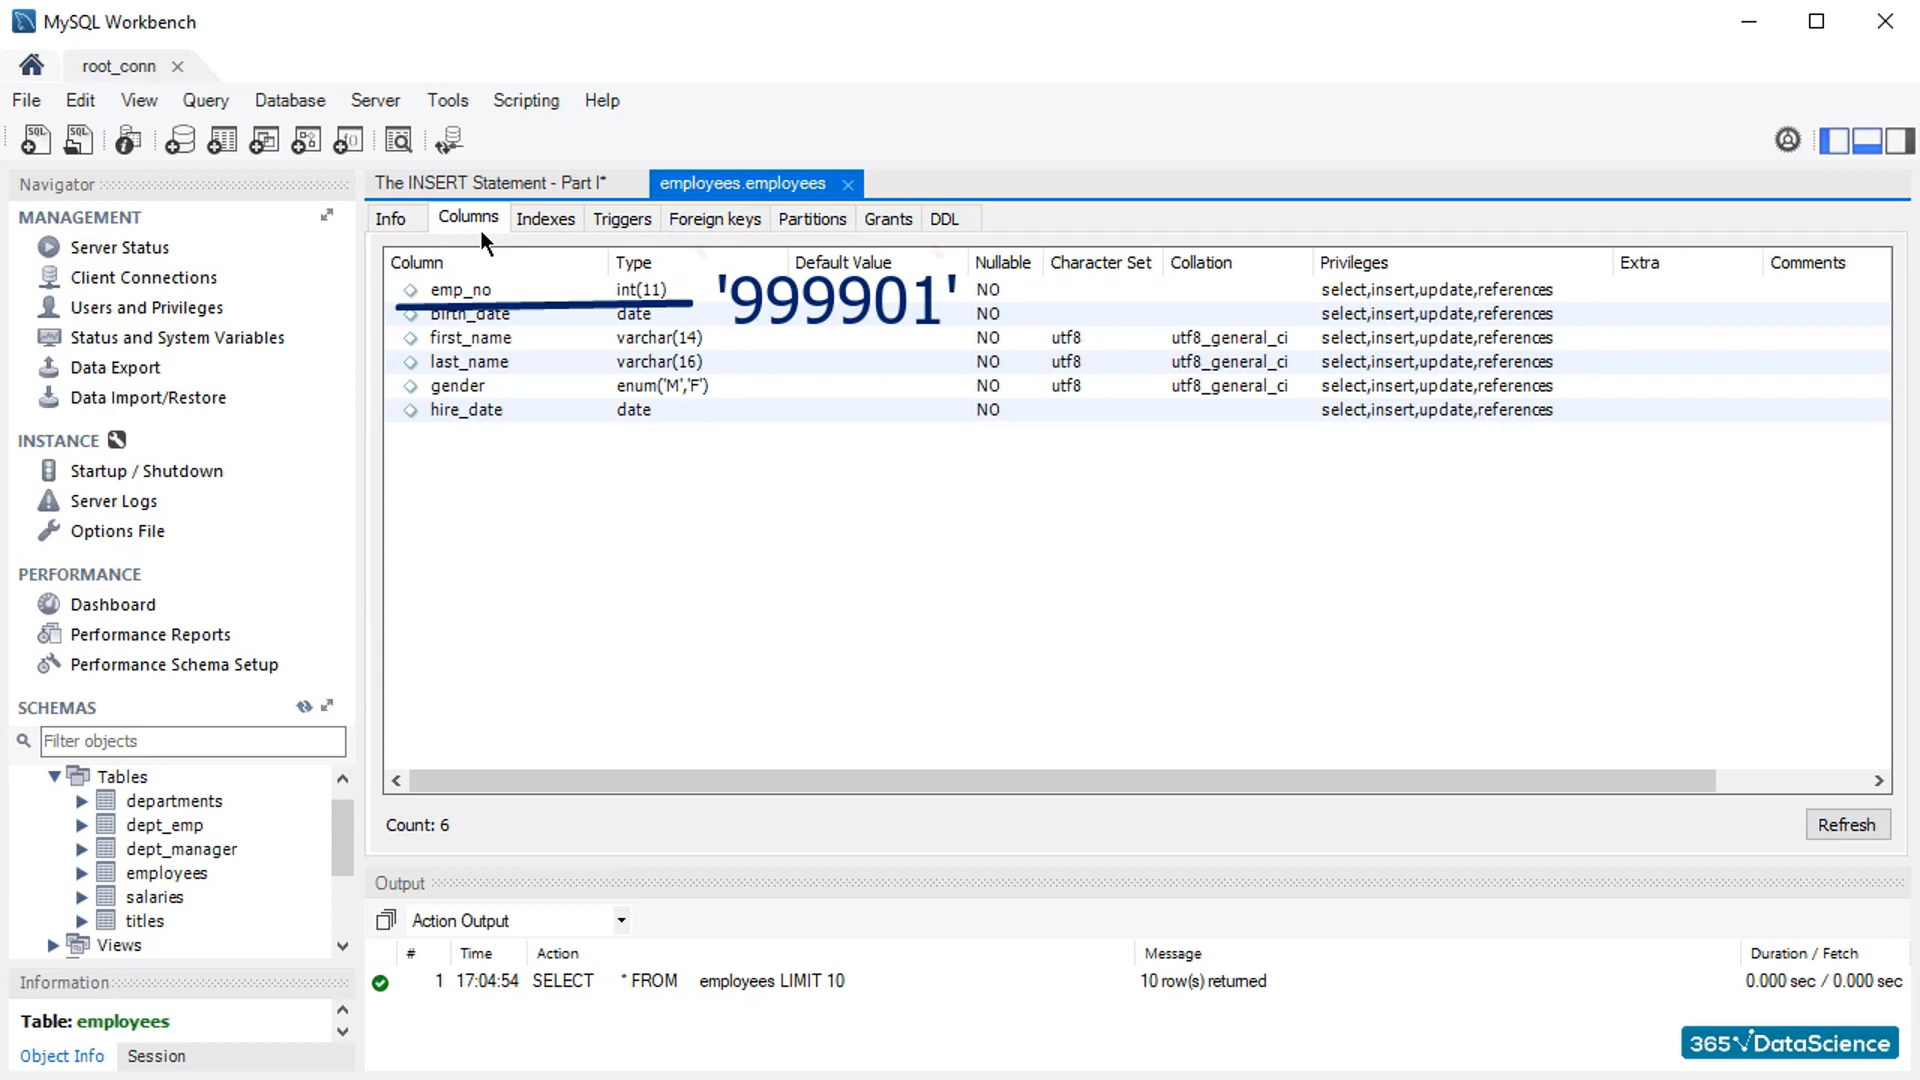 MySQL Workbench
root_conn
File Edit View Query Database Server Tools Scripting Help
Navigator
MANAGEMENT
Server Status
Client Connections
Users and Privileges
Status and System Variables
Data Export
Data Import/Restore
INSTANCE
Startup / Shutdown
Server Logs
Options File
PERFORMANCE
Dashboard
Performance Reports
Performance Schema Setup
SCHEMAS
Filter objects
Tables
departments
dept_emp
dept_manager
employees
salaries
titles
Views
Information
Table: employees
Object Info Session
The INSERT Statement - Part I* employees.employees
Info Columns Indexes Triggers Foreign keys Partitions Grants DDL
Column Type Default Value Nullable Character Set Collation Privileges Extra Comments
emp_no int(11) '999901' NO select,insert,update,references
birth_date date NO select,insert,update,references
first_name varchar(14) NO utf8 utf8_general_ci select,insert,update,references
last_name varchar(16) NO utf8 utf8_general_ci select,insert,update,references
gender enum('M','F') NO utf8 utf8_general_ci select,insert,update,references
hire_date date NO select,insert,update,references
Count: 6 Refresh
Output
Action Output
# Time Action Message Duration / Fetch
1 17:04:54 SELECT * FROM employees LIMIT 10 10 row(s) returned 0.000 sec / 0.000 sec
365 DataScience